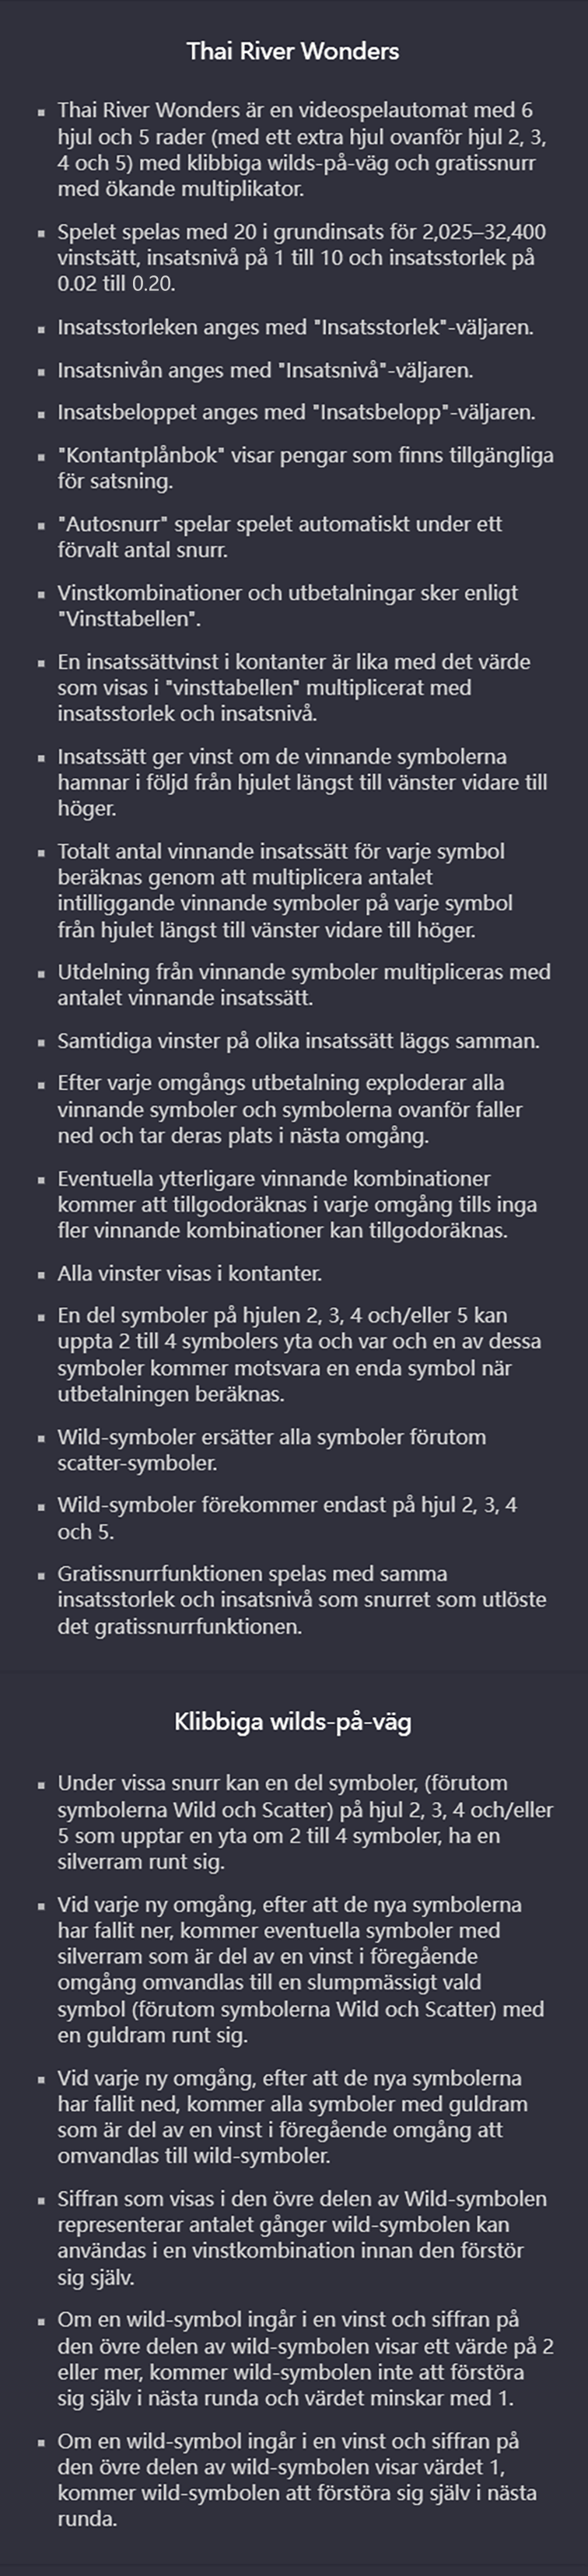 Thai River Wonders
▪ Thai River Wonders är en videospelautomat med 6
hjul och 5 rader (med ett extra hjul ovanför hjul 2, 3,
4 och 5) med klibbiga wilds-på-väg och gratissnurr
med ökande multiplikator.
▪ Spelet spelas med 20 i grundinsats för 2,025–32,400
vinstsätt, insatsnivå på 1 till 10 och insatsstorlek på
0.02 till 0.20.
▪ Insatsstorleken anges med "Insatsstorlek"-väljaren.
▪ Insatsnivån anges med "Insatsnivå"-väljaren.
▪ Insatsbeloppet anges med "Insatsbelopp"-väljaren.
▪ "Kontantplånbok" visar pengar som finns tillgängliga
för satsning.
▪ "Autosnurr" spelar spelet automatiskt under ett
förvalt antal snurr.
▪ Vinstkombinationer och utbetalningar sker enligt
"Vinsttabellen".
▪ En insatssättvinst i kontanter är lika med det värde
som visas i "vinsttabellen" multiplicerat med
insatsstorlek och insatsnivå.
▪ Insatssätt ger vinst om de vinnande symbolerna
hamnar i följd från hjulet längst till vänster vidare till
höger.
▪ Totalt antal vinnande insatssätt för varje symbol
beräknas genom att multiplicera antalet
intilliggande vinnande symboler på varje symbol
från hjulet längst till vänster vidare till höger.
▪ Utdelning från vinnande symboler multipliceras med
antalet vinnande insatssätt.
▪ Samtidiga vinster på olika insatssätt läggs samman.
▪ Efter varje omgångs utbetalning exploderar alla
vinnande symboler och symbolerna ovanför faller
ned och tar deras plats i nästa omgång.
▪ Eventuella ytterligare vinnande kombinationer
kommer att tillgodoräknas i varje omgång tills inga
fler vinnande kombinationer kan tillgodoräknas.
▪ Alla vinster visas i kontanter.
▪ En del symboler på hjulen 2, 3, 4 och/eller 5 kan
uppta 2 till 4 symbolers yta och var och en av dessa
symboler kommer motsvara en enda symbol när
utbetalningen beräknas.
▪ Wild-symboler ersätter alla symboler förutom
scatter-symboler.
▪ Wild-symboler förekommer endast på hjul 2, 3, 4
och 5.
▪ Gratissnurrfunktionen spelas med samma
insatsstorlek och insatsnivå som snurret som utlöste
det gratissnurrfunktionen.
Klibbiga wilds-på-väg
▪ Under vissa snurr kan en del symboler, (förutom
symbolerna Wild och Scatter) på hjul 2, 3, 4 och/eller
5 som upptar en yta om 2 till 4 symboler, ha en
silverram runt sig.
▪ Vid varje ny omgång, efter att de nya symbolerna
har fallit ner, kommer eventuella symboler med
silverram som är del av en vinst i föregående
omgång omvandlas till en slumpmässigt vald
symbol (förutom symbolerna Wild och Scatter) med
en guldram runt sig.
▪ Vid varje ny omgång, efter att de nya symbolerna
har fallit ned, kommer alla symboler med guldram
som är del av en vinst i föregående omgång att
omvandlas till wild-symboler.
▪ Siffran som visas i den övre delen av Wild-symbolen
representerar antalet gånger wild-symbolen kan
användas i en vinstkombination innan den förstör
sig själv.
▪ Om en wild-symbol ingår i en vinst och siffran på
den övre delen av wild-symbolen visar ett värde på 2
eller mer, kommer wild-symbolen inte att förstöra
sig själv i nästa runda och värdet minskar med 1.
▪ Om en wild-symbol ingår i en vinst och siffran på
den övre delen av wild-symbolen visar värdet 1,
kommer wild-symbolen att förstöra sig själv i nästa
runda.